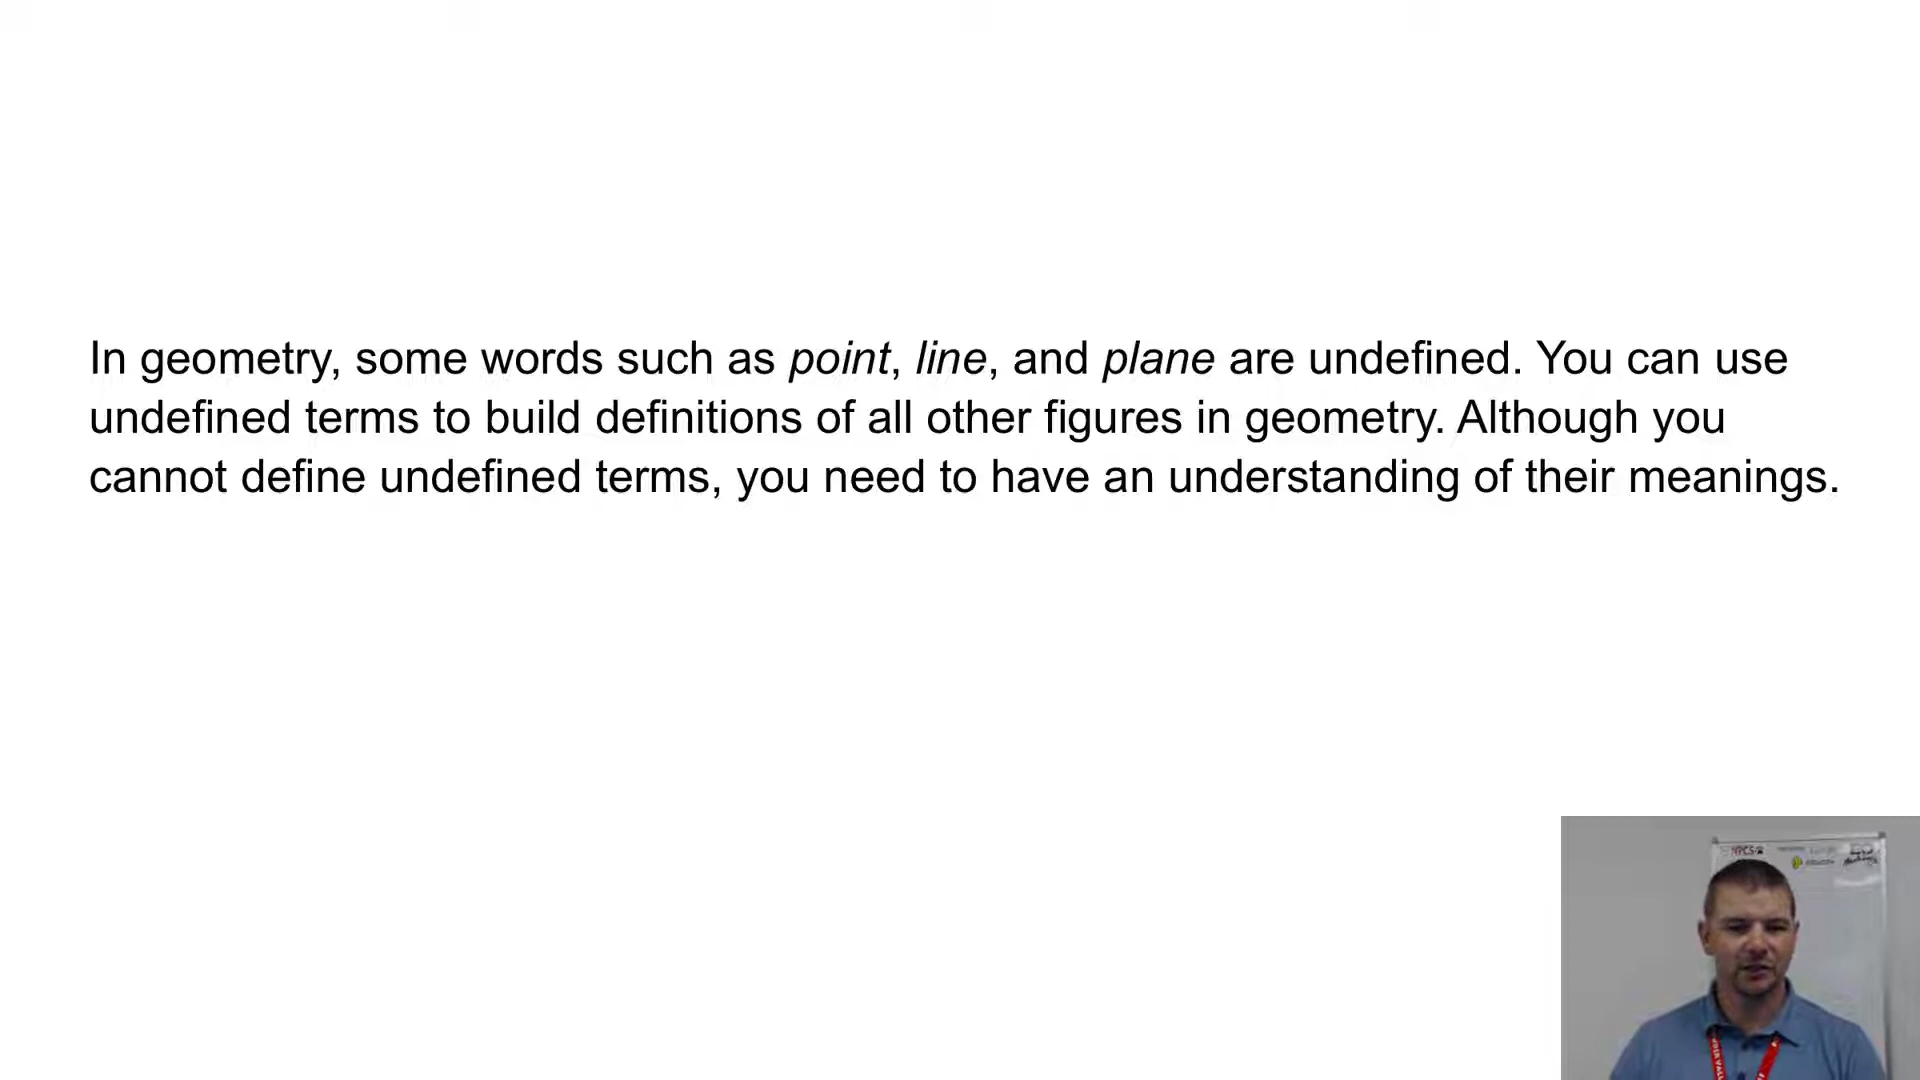 In geometry, some words such as point, line, and plane are undefined. You can use
undefined terms to build definitions of all other figures in geometry. Although you
cannot define undefined terms, you need to have an understanding of their meanings.
NPCS